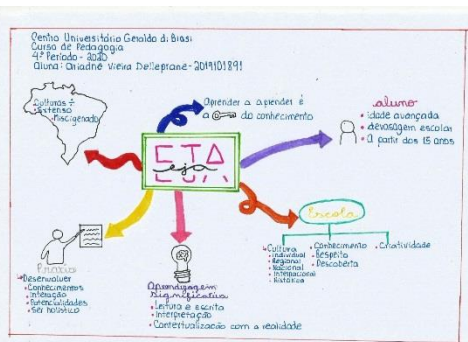 Centro Universitário Geraldo di Biasi
Curso de Pedagogia
4º Período - 2020
Aluna: Ariadne Vieira Delleprane - 2019101891
Culturas ≠
Extenso
Miscigenado
Aprender a aprender é
a do conhecimento
aluno
• idade avançada
• defasagem escolar
• a partir dos 15 anos
EJA
eja
Escola
Cultura
• Individual
• Regional
• Nacional
• Internacional
• Histórica
• Conhecimento
• Respeito
• Descoberta
• Criatividade
Desenvolver
• Conhecimentos
• Interação
• Potencialidades
• Ser holístico
Aprendizagem
Significativa
• Leitura e escrita
• Interpretação
• Contextualização com a realidade